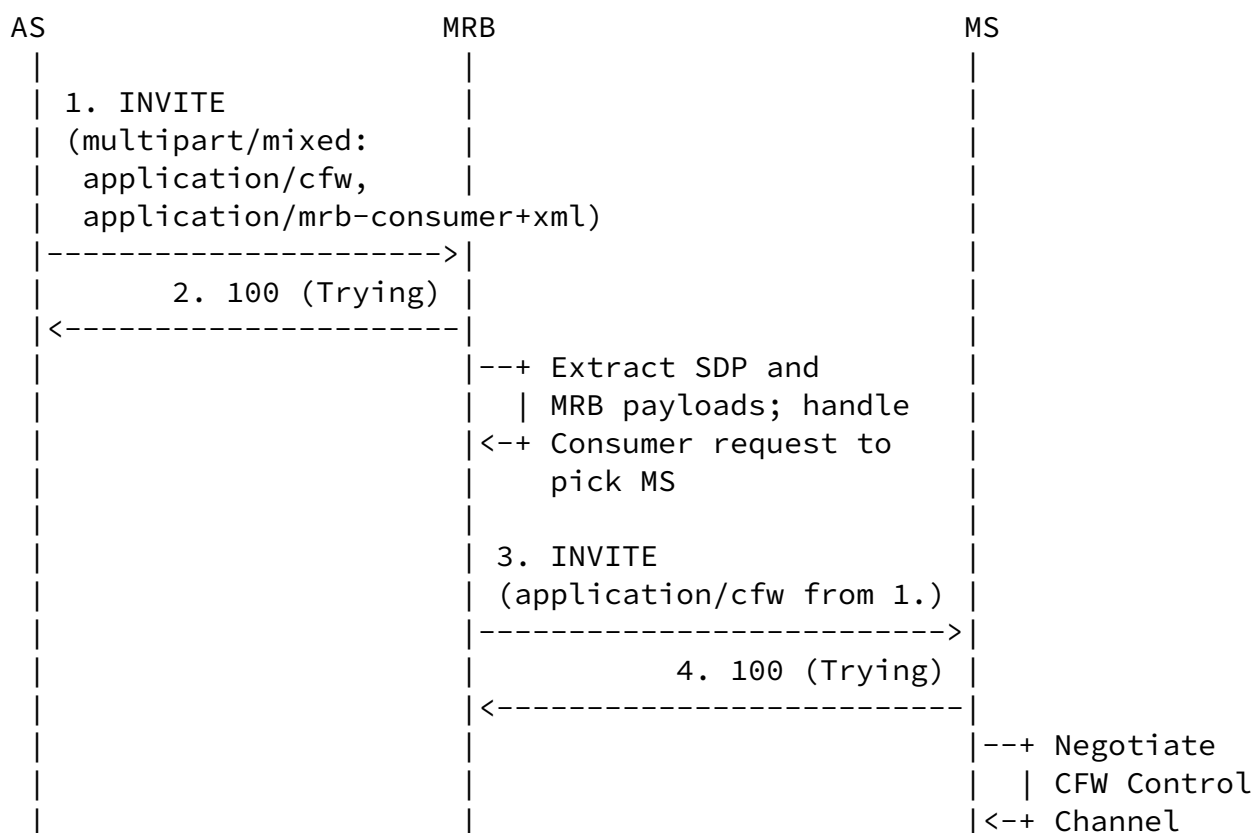 AS MRB MS
1. INVITE
(multipart/mixed:
application/cfw,
application/mrb-consumer+xml)
2. 100 (Trying)
--+ Extract SDP and
| MRB payloads; handle
<-+ Consumer request to
pick MS
3. INVITE
(application/cfw from 1.)
4. 100 (Trying)
--+ Negotiate
| CFW Control
<-+ Channel